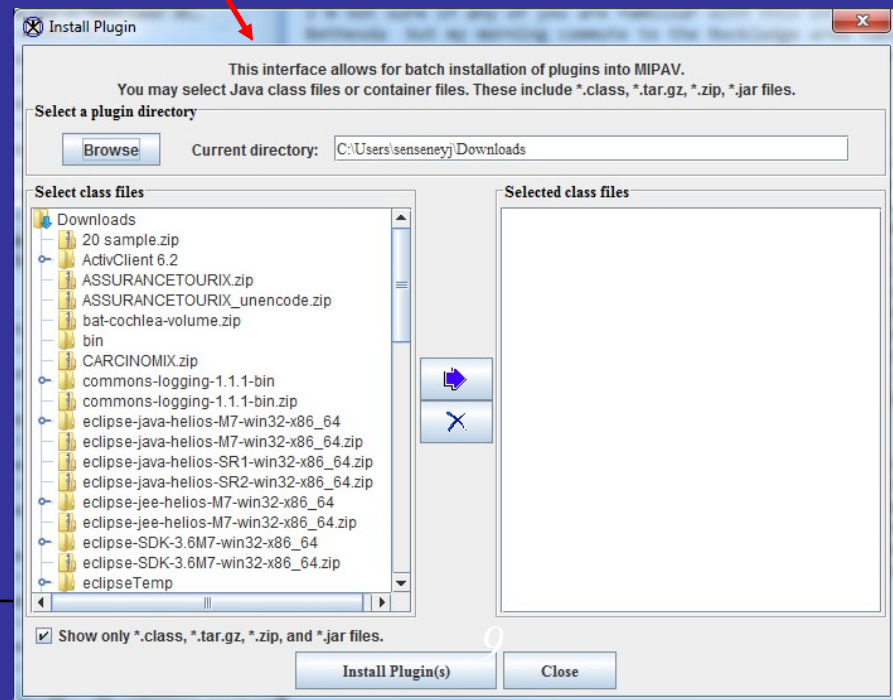 Install Plugin
This interface allows for batch installation of plugins into MIPAV.
You may select Java class files or container files. These include *.class, *.tar.gz, *.zip, *.jar files.
Select a plugin directory
Browse
Current directory:
C:\Users\senseneyj\Downloads
Select class files
Selected class files
Downloads
20 sample.zip
ActivClient 6.2
ASSURANCETOURIX.zip
ASSURANCETOURIX_unencode.zip
bat-cochlea-volume.zip
bin
CARCINOMIX.zip
commons-logging-1.1.1-bin
commons-logging-1.1.1-bin.zip
eclipse-java-helios-M7-win32-x86_64
eclipse-java-helios-M7-win32-x86_64.zip
eclipse-java-helios-SR1-win32-x86_64.zip
eclipse-java-helios-SR2-win32-x86_64.zip
eclipse-jee-helios-M7-win32-x86_64
eclipse-jee-helios-M7-win32-x86_64.zip
eclipse-SDK-3.6M7-win32-x86_64
eclipse-SDK-3.6M7-win32-x86_64.zip
eclipseTemp
Show only *.class, *.tar.gz, *.zip, and *.jar files.
9
Install Plugin(s)
Close